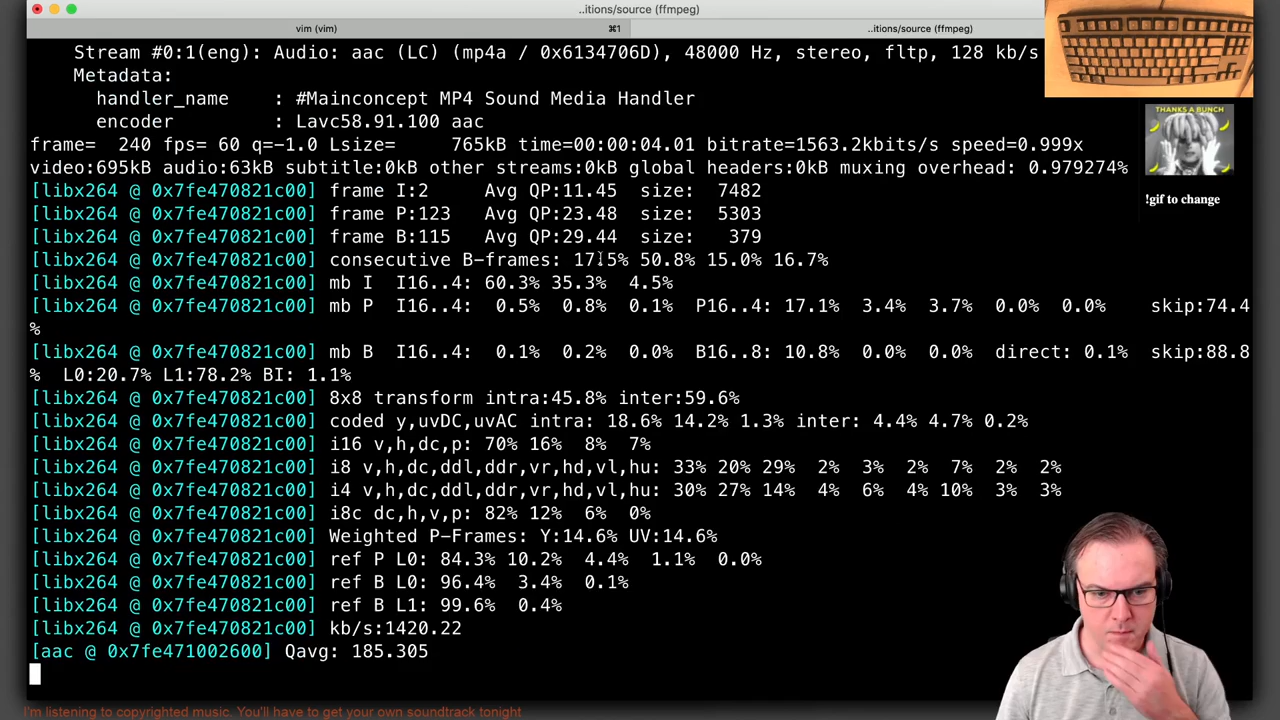 ..itions/source (ffmpeg)
vim (vim)
⌘1
..itions/source (ffmpeg)
Stream #0:1(eng): Audio: aac (LC) (mp4a / 0x6134706D), 48000 Hz, stereo, fltp, 128 kb/s
Metadata:
handler_name    : #Mainconcept MP4 Sound Media Handler
encoder         : Lavc58.91.100 aac
frame=  240 fps= 60 q=-1.0 Lsize=     765kB time=00:00:04.01 bitrate=1563.2kbits/s speed=0.999x
video:695kB audio:63kB subtitle:0kB other streams:0kB global headers:0kB muxing overhead: 0.979274%
[libx264 @ 0x7fe470821c00] frame I:2     Avg QP:11.45  size:  7482
[libx264 @ 0x7fe470821c00] frame P:123   Avg QP:23.48  size:  5303
[libx264 @ 0x7fe470821c00] frame B:115   Avg QP:29.44  size:   379
[libx264 @ 0x7fe470821c00] consecutive B-frames: 17.5% 50.8% 15.0% 16.7%
[libx264 @ 0x7fe470821c00] mb I  I16..4: 60.3% 35.3%  4.5%
[libx264 @ 0x7fe470821c00] mb P  I16..4:  0.5%  0.8%  0.1%  P16..4: 17.1%  3.4%  3.7%  0.0%  0.0%    skip:74.4
%
[libx264 @ 0x7fe470821c00] mb B  I16..4:  0.1%  0.2%  0.0%  B16..8: 10.8%  0.0%  0.0%  direct: 0.1%  skip:88.8
%  L0:20.7% L1:78.2% BI: 1.1%
[libx264 @ 0x7fe470821c00] 8x8 transform intra:45.8% inter:59.6%
[libx264 @ 0x7fe470821c00] coded y,uvDC,uvAC intra: 18.6% 14.2% 1.3% inter: 4.4% 4.7% 0.2%
[libx264 @ 0x7fe470821c00] i16 v,h,dc,p: 70% 16%  8%  7%
[libx264 @ 0x7fe470821c00] i8 v,h,dc,ddl,ddr,vr,hd,vl,hu: 33% 20% 29%  2%  3%  2%  7%  2%  2%
[libx264 @ 0x7fe470821c00] i4 v,h,dc,ddl,ddr,vr,hd,vl,hu: 30% 27% 14%  4%  6%  4% 10%  3%  3%
[libx264 @ 0x7fe470821c00] i8c dc,h,v,p: 82% 12%  6%  0%
[libx264 @ 0x7fe470821c00] Weighted P-Frames: Y:14.6% UV:14.6%
[libx264 @ 0x7fe470821c00] ref P L0: 84.3% 10.2%  4.4%  1.1%  0.0%
[libx264 @ 0x7fe470821c00] ref B L0: 96.4%  3.4%  0.1%
[libx264 @ 0x7fe470821c00] ref B L1: 99.6%  0.4%
[libx264 @ 0x7fe470821c00] kb/s:1420.22
[aac @ 0x7fe471002600] Qavg: 185.305
THANKS A BUNCH
!gif to change
I'm listening to copyrighted music. You'll have to get your own soundtrack tonight